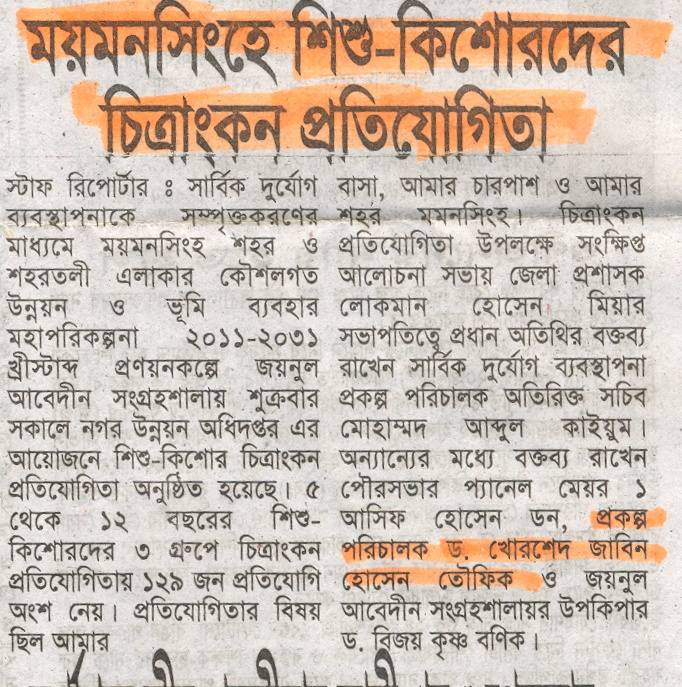 ময়মনসিংহে শিশু-কিশোরদের
চিত্রাংকন প্রতিযোগিতা
স্টাফ রিপোর্টার ঃ সার্বিক দুর্যোগ
ব্যবস্থাপনাকে সম্পৃক্তকরণের
মাধ্যমে ময়মনসিংহ শহর ও
শহরতলী এলাকার কৌশলগত
উন্নয়ন ও ভূমি ব্যবহার
মহাপরিকল্পনা ২০১১-২০৩১
খ্রীস্টাব্দ প্রণয়নকল্পে জয়নুল
আবেদীন সংগ্রহশালায় শুক্রবার
সকালে নগর উন্নয়ন অধিদপ্তর এর
আয়োজনে শিশু-কিশোর চিত্রাংকন
প্রতিযোগিতা অনুষ্ঠিত হয়েছে। ৫
থেকে ১২ বছরের শিশু-
কিশোরদের ৩ গ্রুপে চিত্রাংকন
প্রতিযোগিতায় ১২৯ জন প্রতিযোগি
অংশ নেয়। প্রতিযোগিতার বিষয়
ছিল আমার
বাসা, আমার চারপাশ ও আমার
শহর মমনসিংহ। চিত্রাংকন
প্রতিযোগিতা উপলক্ষে সংক্ষিপ্ত
আলোচনা সভায় জেলা প্রশাসক
লোকমান হোসেন মিয়ার
সভাপতিত্বে প্রধান অতিথির বক্তব্য
রাখেন সার্বিক দুর্যোগ ব্যবস্থাপনা
প্রকল্প পরিচালক অতিরিক্ত সচিব
মোহাম্মদ আব্দুল কাইয়ুম।
অন্যান্যের মধ্যে বক্তব্য রাখেন
পৌরসভার প্যানেল মেয়র ১
আসিফ হোসেন ডন, প্রকল্প
পরিচালক ড. খোরশেদ জাবিন
হোসেন তৌফিক ও জয়নুল
আবেদীন সংগ্রহশালায়র উপকিপার
ড. বিজয় কৃষ্ণ বণিক।